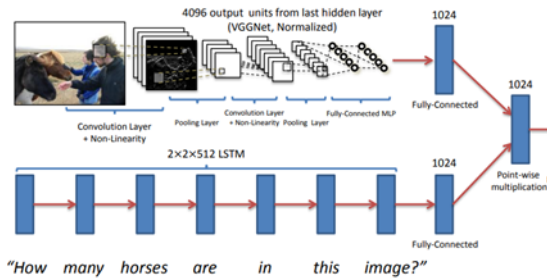 4096 output units from last hidden layer
(VGGNet, Normalized)
1024
1024
Convolution Layer
+ Non-Linearity
Pooling Layer
Convolution Layer
+ Non-Linearity
Pooling Layer
Fully-Connected MLP
Fully-Connected
2×2×512 LSTM
1024
Point-wise
multiplication
Fully-Connected
“How many horses are in this image?”